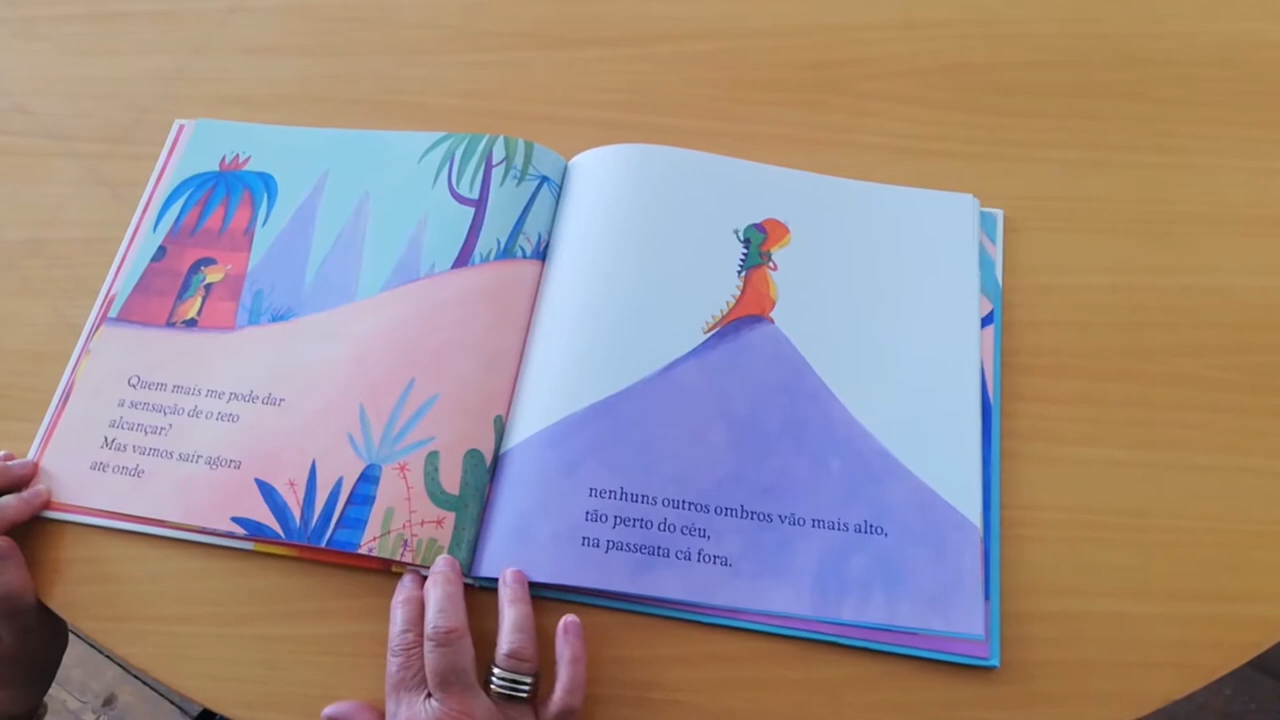 Quem mais me pode dar
a sensação de o teto
alcançar?
Mas vamos sair agora
até onde
nenhuns outros ombros vão mais alto,
tão perto do céu,
na passeata cá fora.